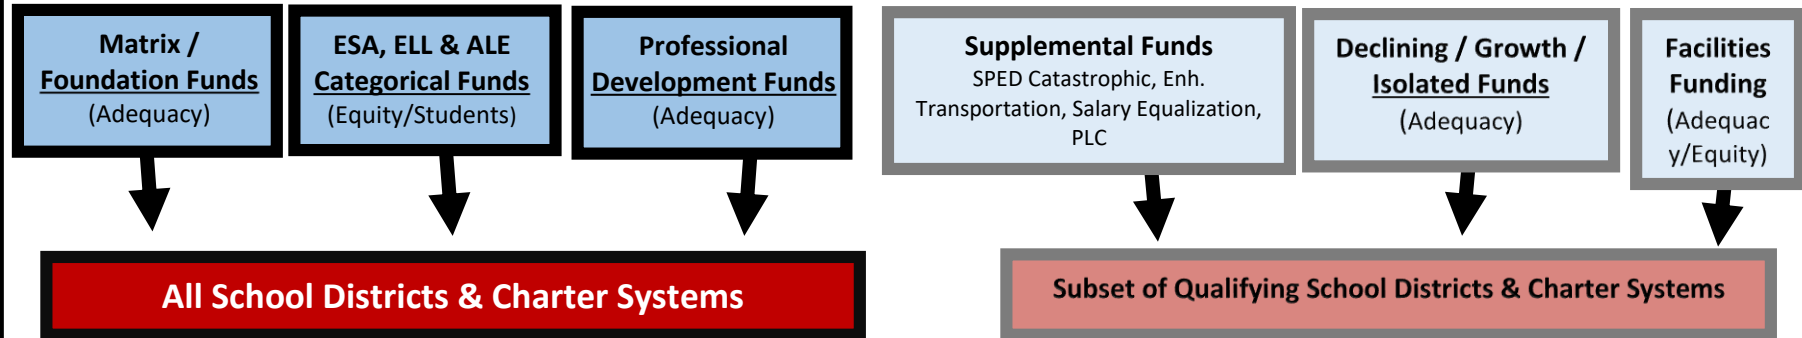 Matrix /
Foundation Funds
(Adequacy)
ESA, ELL & ALE
Categorical Funds
(Equity/Students)
Professional
Development Funds
(Adequacy)
Supplemental Funds
SPED Catastrophic, Enh.
Transportation, Salary Equalization,
PLC
Declining / Growth /
Isolated Funds
(Adequacy)
Facilities
Funding
(Adequac
y/Equity)
All School Districts & Charter Systems
Subset of Qualifying School Districts & Charter Systems